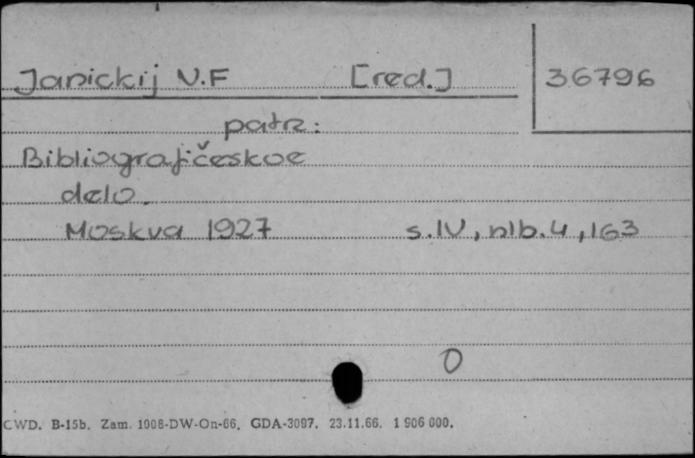 Janickij V.F [red.] 36796
patrz:
Bibliografičeskoe
delo.
Moskva 1927 s.IV, nlb.4, 163
0
CWD. B-15b. Zam. 1008-DW-On-66. GDA-3097. 23.11.66. 1 906 000.